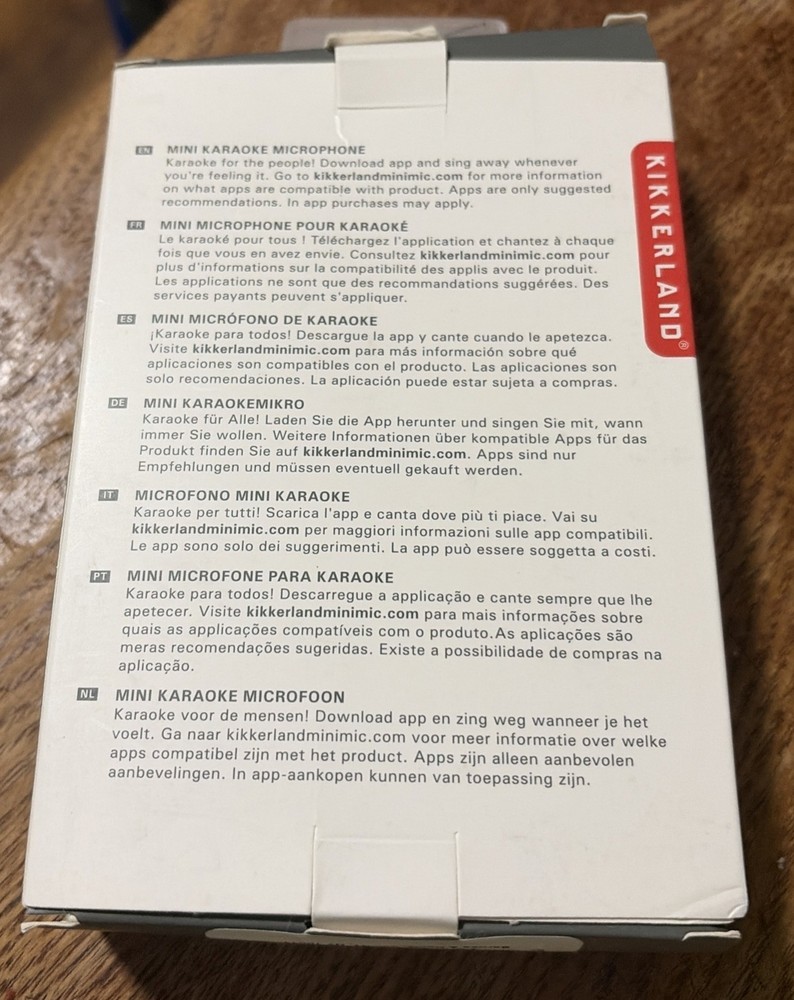 EN MINI KARAOKE MICROPHONE
Karaoke for the people! Download app and sing away whenever
you're feeling it. Go to kikkerlandminimic.com for more information
on what apps are compatible with product. Apps are only suggested
recommendations. In app purchases may apply.
FR MINI MICROPHONE POUR KARAOKÉ
Le karaoké pour tous ! Téléchargez l'application et chantez à chaque
fois que vous en avez envie. Consultez kikkerlandminimic.com pour
plus d'informations sur la compatibilité des applis avec le produit.
Les applications ne sont que des recommandations suggérées. Des
services payants peuvent s'appliquer.
ES MINI MICRÓFONO DE KARAOKE
¡Karaoke para todos! Descargue la app y cante cuando le apetezca.
Visite kikkerlandminimic.com para más información sobre qué
aplicaciones son compatibles con el producto. Las aplicaciones son
solo recomendaciones. La aplicación puede estar sujeta a compras.
DE MINI KARAOKEMIKRO
Karaoke für Alle! Laden Sie die App herunter und singen Sie mit, wann
immer Sie wollen. Weitere Informationen über kompatible Apps für das
Produkt finden Sie auf kikkerlandminimic.com. Apps sind nur
Empfehlungen und müssen eventuell gekauft werden.
IT MICROFONO MINI KARAOKE
Karaoke per tutti! Scarica l'app e canta dove più ti piace. Vai su
kikkerlandminimic.com per maggiori informazioni sulle app compatibili.
Le app sono solo dei suggerimenti. La app può essere soggetta a costi.
PT MINI MICROFONE PARA KARAOKE
Karaoke para todos! Descarregue a applicação e cante sempre que lhe
apetecer. Visite kikkerlandminimic.com para mais informações sobre
quais as applicações compatíveis com o produto.As aplicações são
meras recomendações sugeridas. Existe a possibilidade de compras na
aplicação.
NL MINI KARAOKE MICROFOON
Karaoke voor de mensen! Download app en zing weg wanneer je het
voelt. Ga naar kikkerlandminimic.com voor meer informatie over welke
apps compatibel zijn met het product. Apps zijn alleen aanbevolen
aanbevelingen. In app-aankopen kunnen van toepassing zijn.
KIKKERLAND®